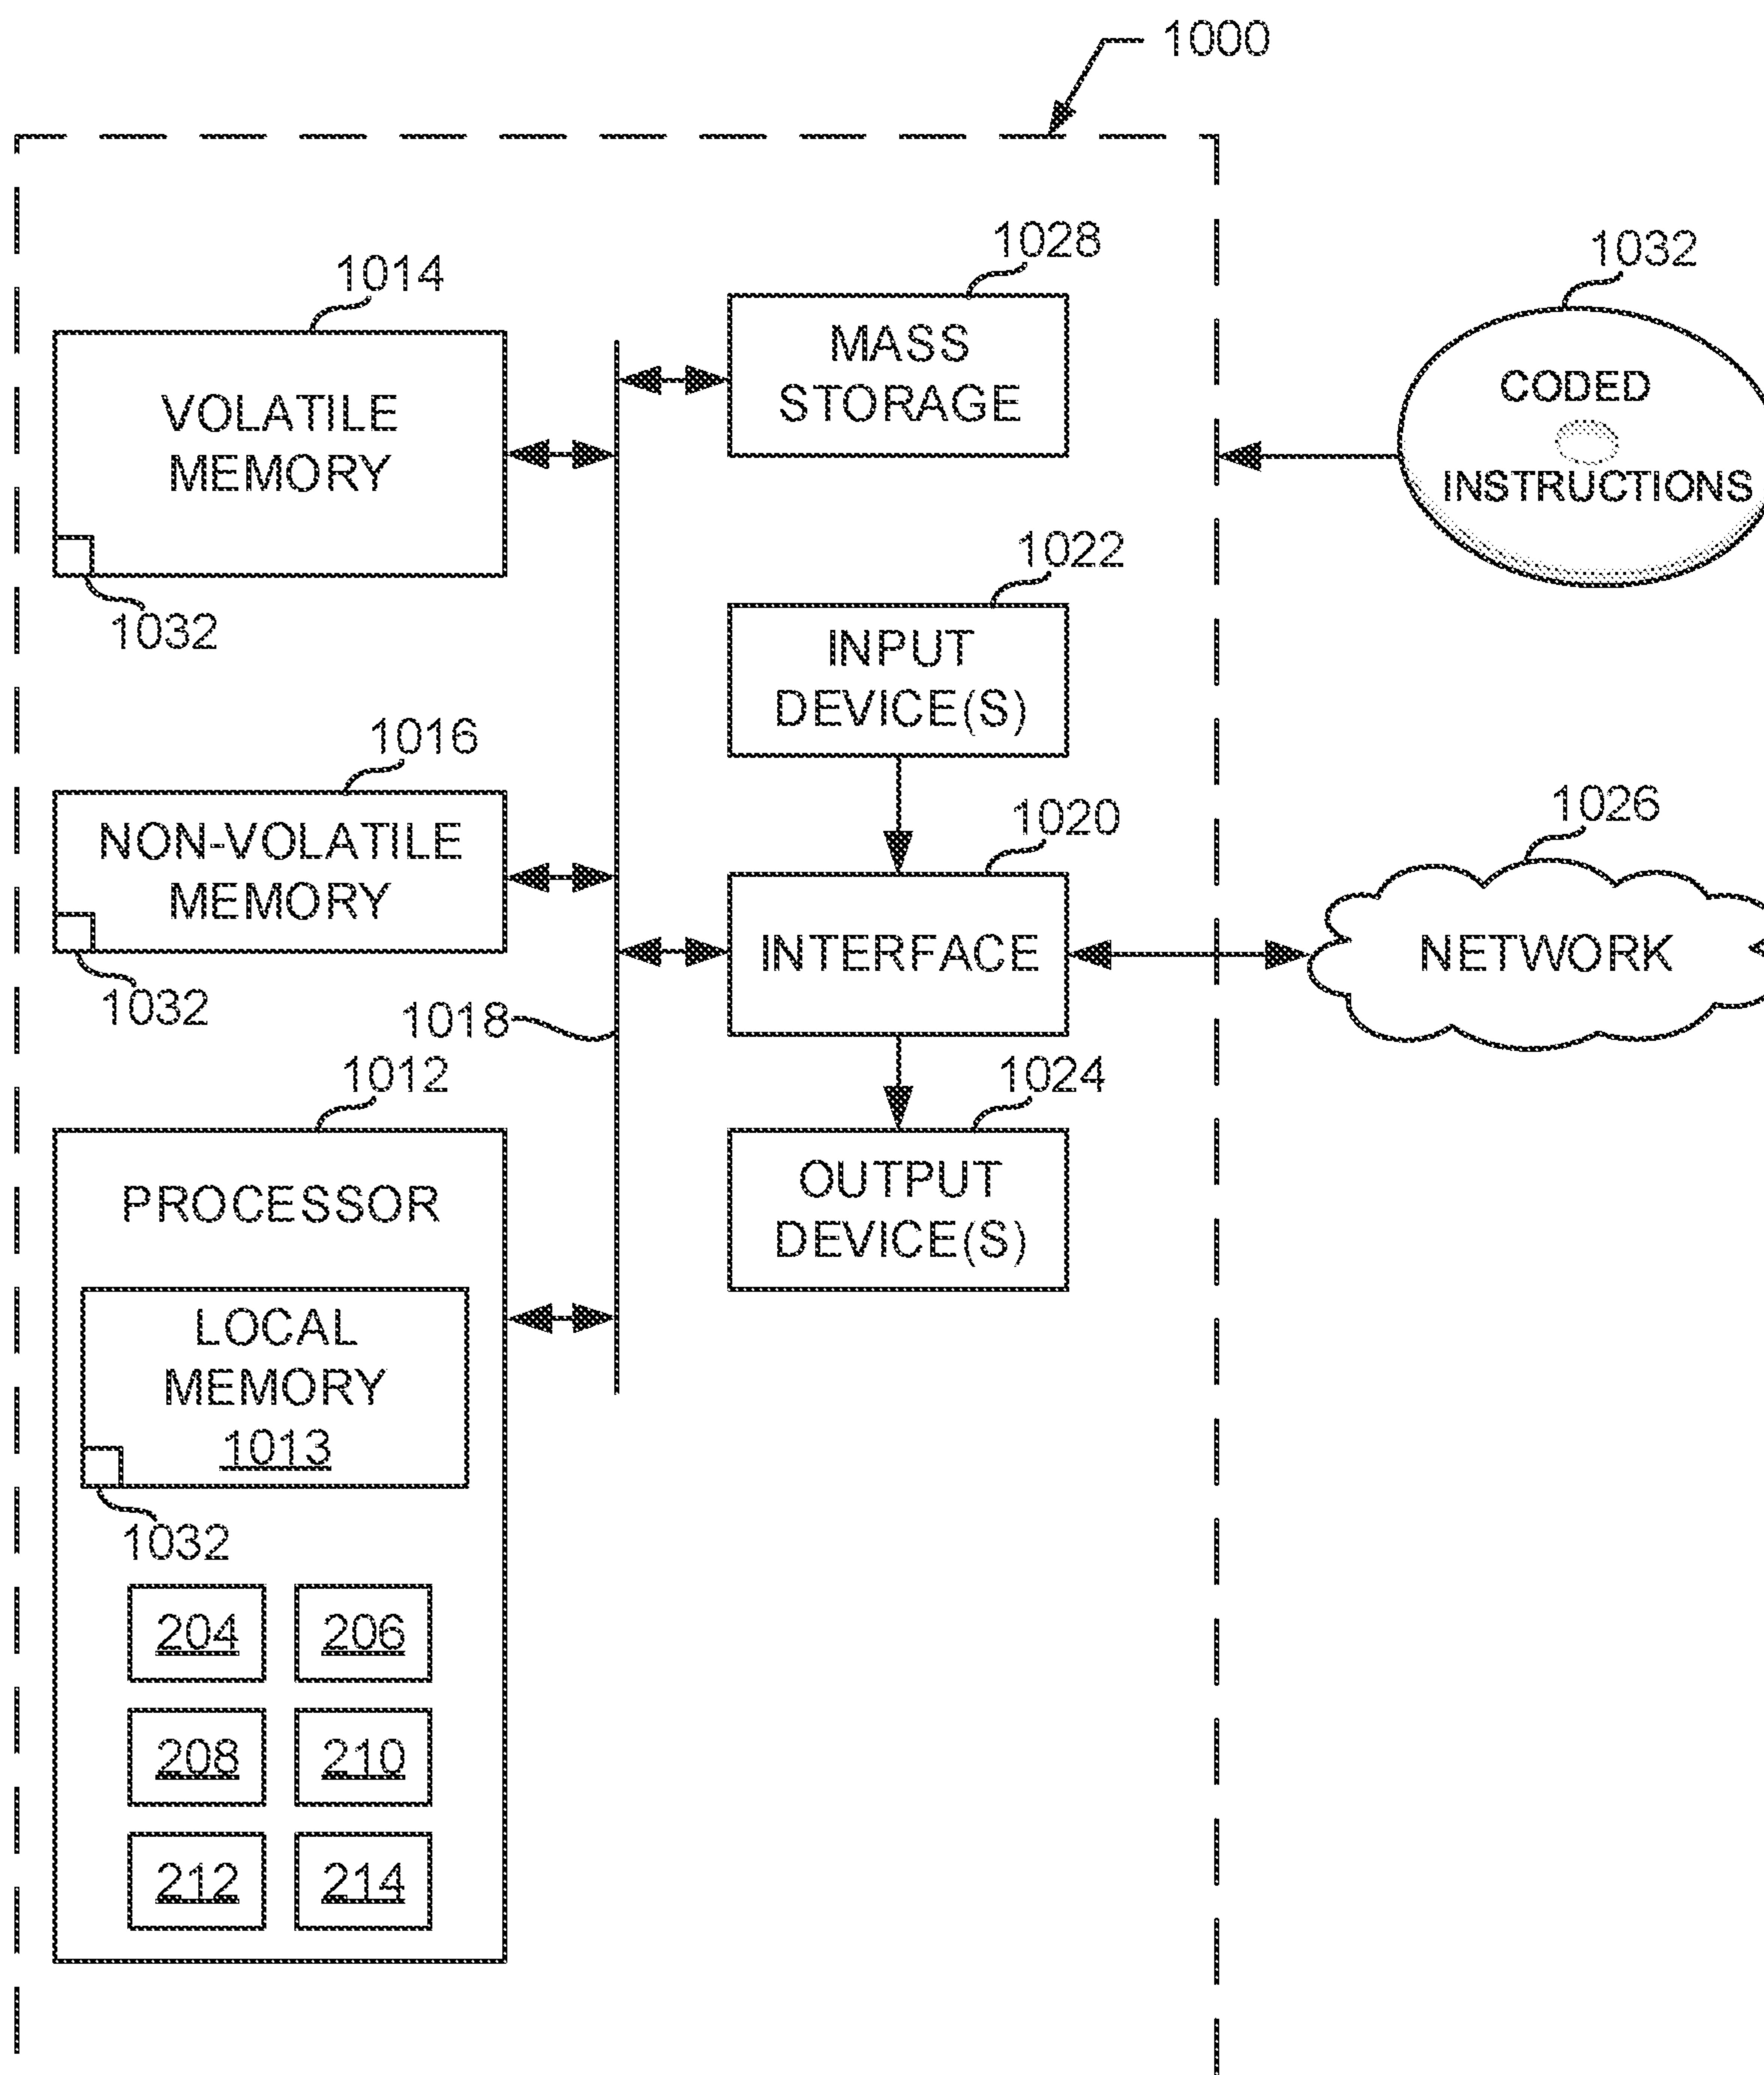 1000
1014
VOLATILE
MEMORY
1032
1028
MASS
STORAGE
1032
CODED
INSTRUCTIONS
1022
INPUT
DEVICE(S)
1016
NON-VOLATILE
MEMORY
1032
1018
1020
INTERFACE
1026
NETWORK
1012
PROCESSOR
LOCAL
MEMORY
1013
1032
1024
OUTPUT
DEVICE(S)
204
206
208
210
212
214